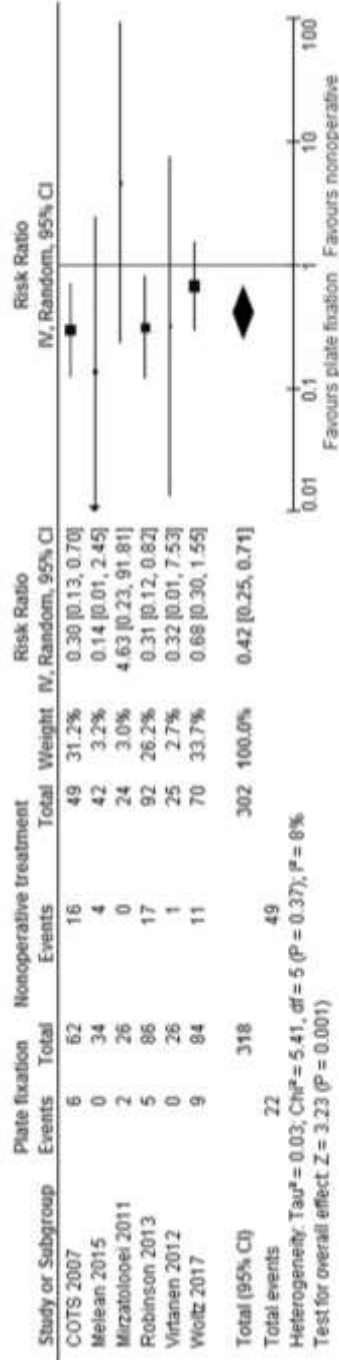 Plate fixation Nonoperative treatment Risk Ratio Risk Ratio
Study or Subgroup Events Total Events Total Weight IV, Random, 95% CI IV, Random, 95% CI
COTS 2007 6 62 16 49 31.2% 0.30 [0.13, 0.70]
Melean 2015 0 34 4 42 3.2% 0.14 [0.01, 2.45]
Mirzatolooei 2011 2 26 0 24 3.0% 4.63 [0.23, 91.81]
Robinson 2013 5 86 17 92 26.2% 0.31 [0.12, 0.82]
Virtanen 2012 0 26 1 25 2.7% 0.32 [0.01, 7.53]
Woltz 2017 9 84 11 70 33.7% 0.68 [0.30, 1.55]
Total (95% CI) 318 302 100.0% 0.42 [0.25, 0.71]
Total events 22 49
Heterogeneity: Tau² = 0.03; Chi² = 5.41, df = 5 (P = 0.37); I² = 8%
Test for overall effect: Z = 3.23 (P = 0.001)
0.01 0.1 1 10 100
Favours plate fixation Favours nonoperative